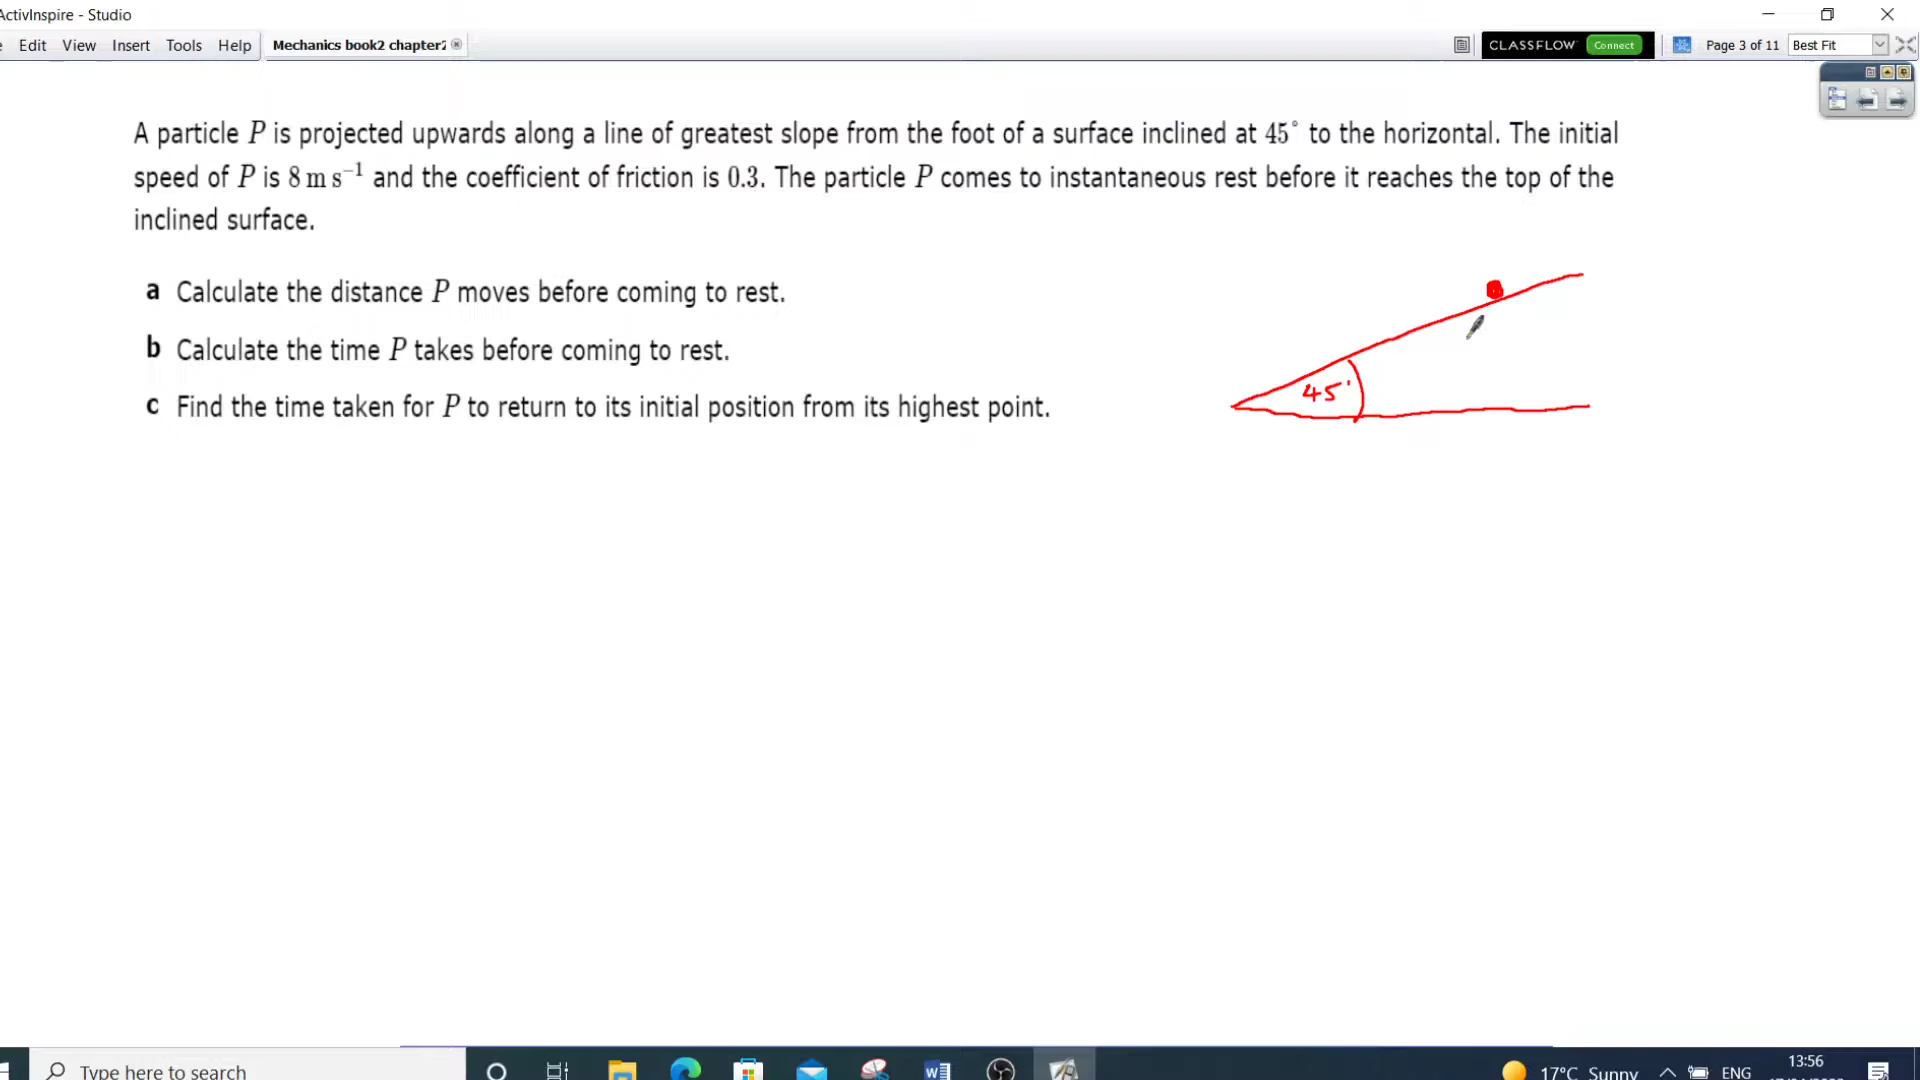 ActivInspire - Studio
Edit View Insert Tools Help Mechanics book2 chapter2
CLASSFLOW Connect Page 3 of 11 Best Fit
A particle P is projected upwards along a line of greatest slope from the foot of a surface inclined at 45° to the horizontal. The initial
speed of P is 8 m s⁻¹ and the coefficient of friction is 0.3. The particle P comes to instantaneous rest before it reaches the top of the
inclined surface.
a Calculate the distance P moves before coming to rest.
b Calculate the time P takes before coming to rest.
c Find the time taken for P to return to its initial position from its highest point.
45°
Type here to search
17°C Sunny ENG
13:56